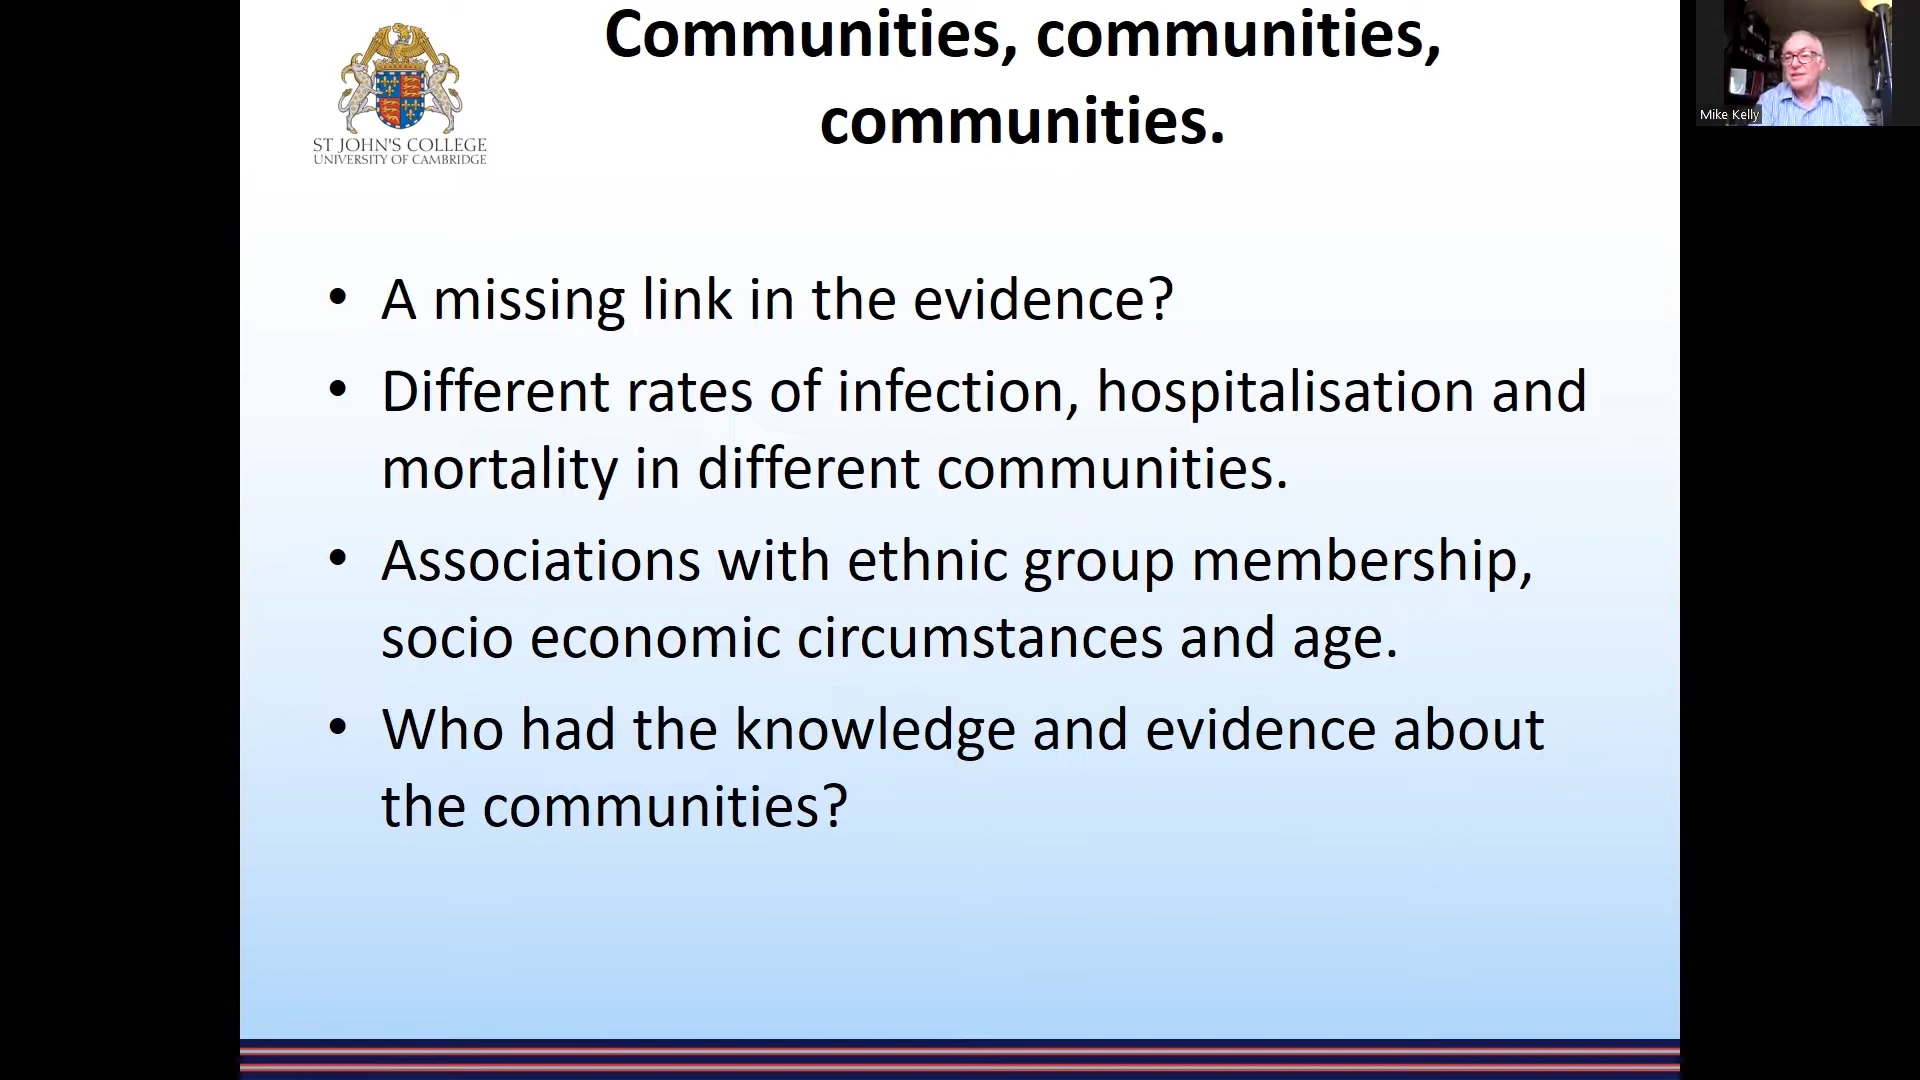 Communities, communities,
communities.
ST JOHN'S COLLEGE
UNIVERSITY OF CAMBRIDGE
Mike Kelly
• A missing link in the evidence?
• Different rates of infection, hospitalisation and
mortality in different communities.
• Associations with ethnic group membership,
socio economic circumstances and age.
• Who had the knowledge and evidence about
the communities?